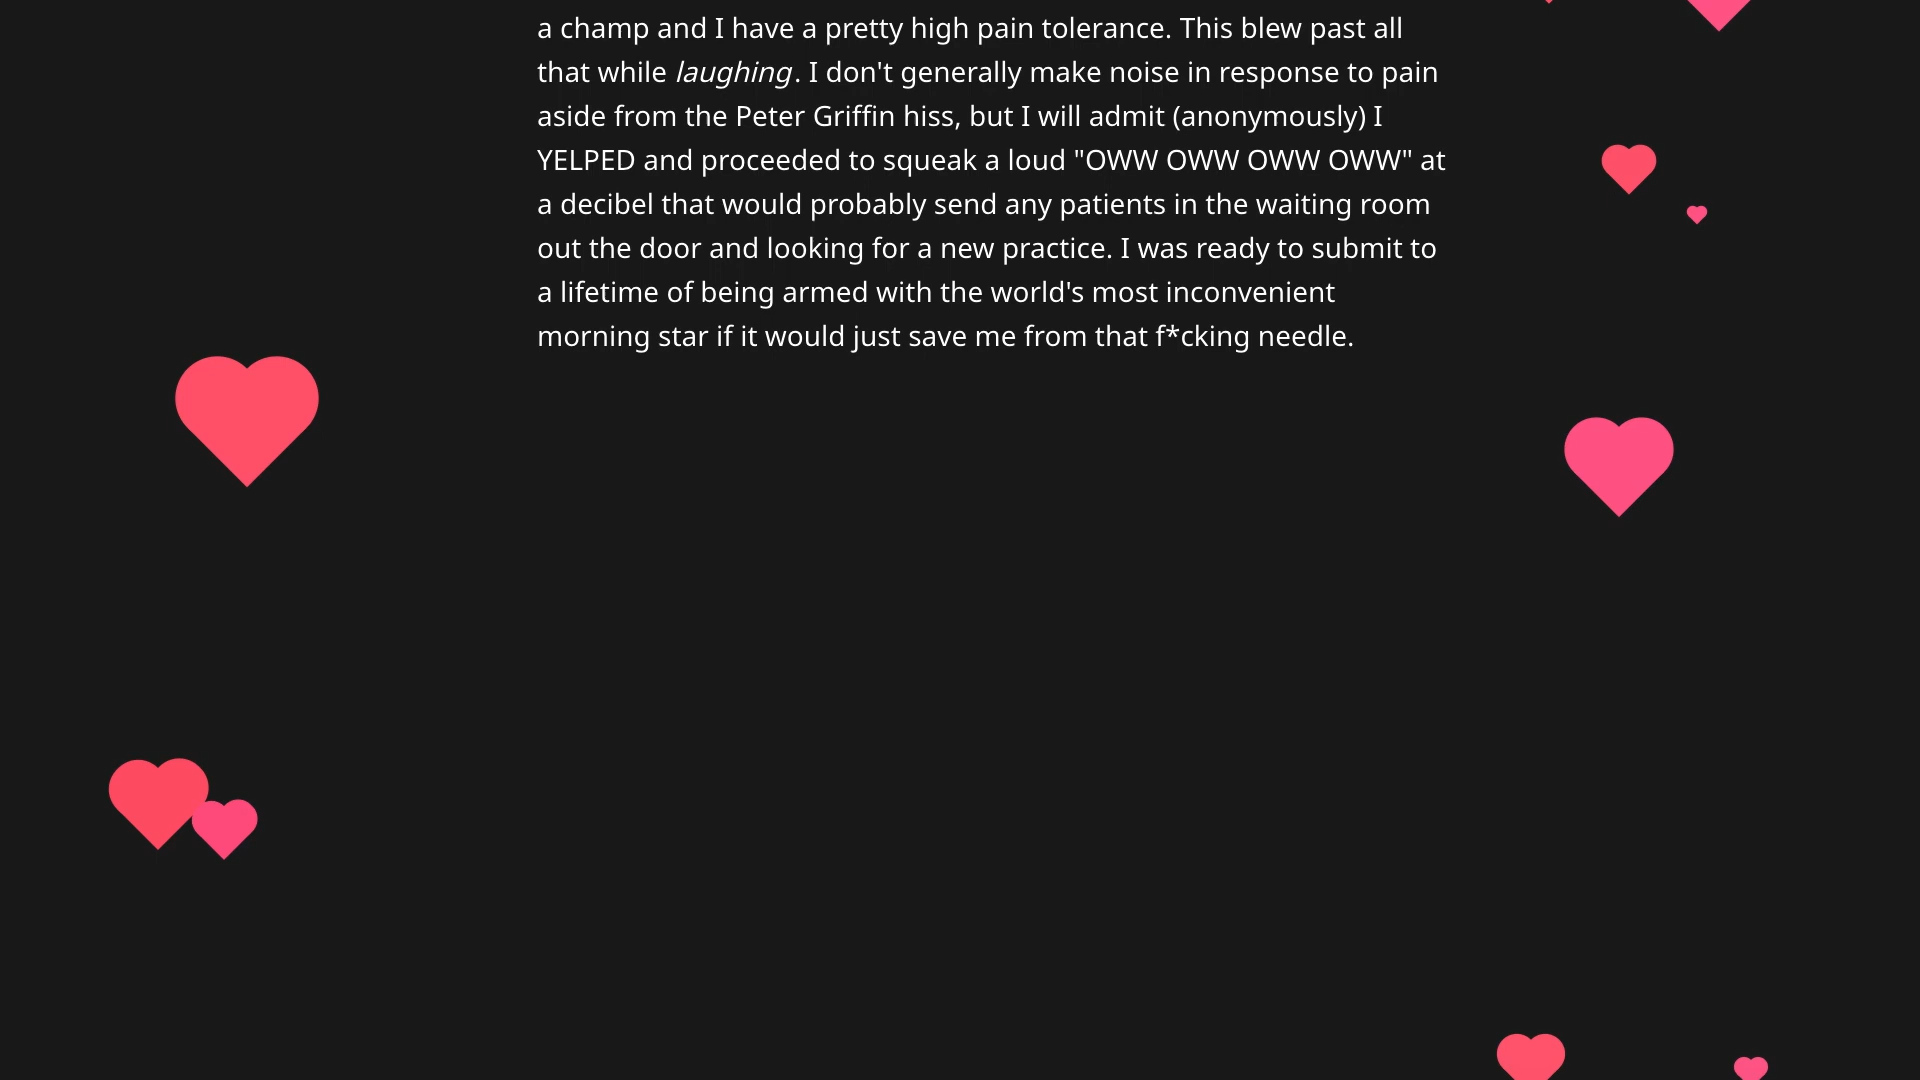 a champ and I have a pretty high pain tolerance. This blew past all
that while laughing. I don't generally make noise in response to pain
aside from the Peter Griffin hiss, but I will admit (anonymously) I
YELPED and proceeded to squeak a loud "OWW OWW OWW OWW" at
a decibel that would probably send any patients in the waiting room
out the door and looking for a new practice. I was ready to submit to
a lifetime of being armed with the world's most inconvenient
morning star if it would just save me from that f*cking needle.